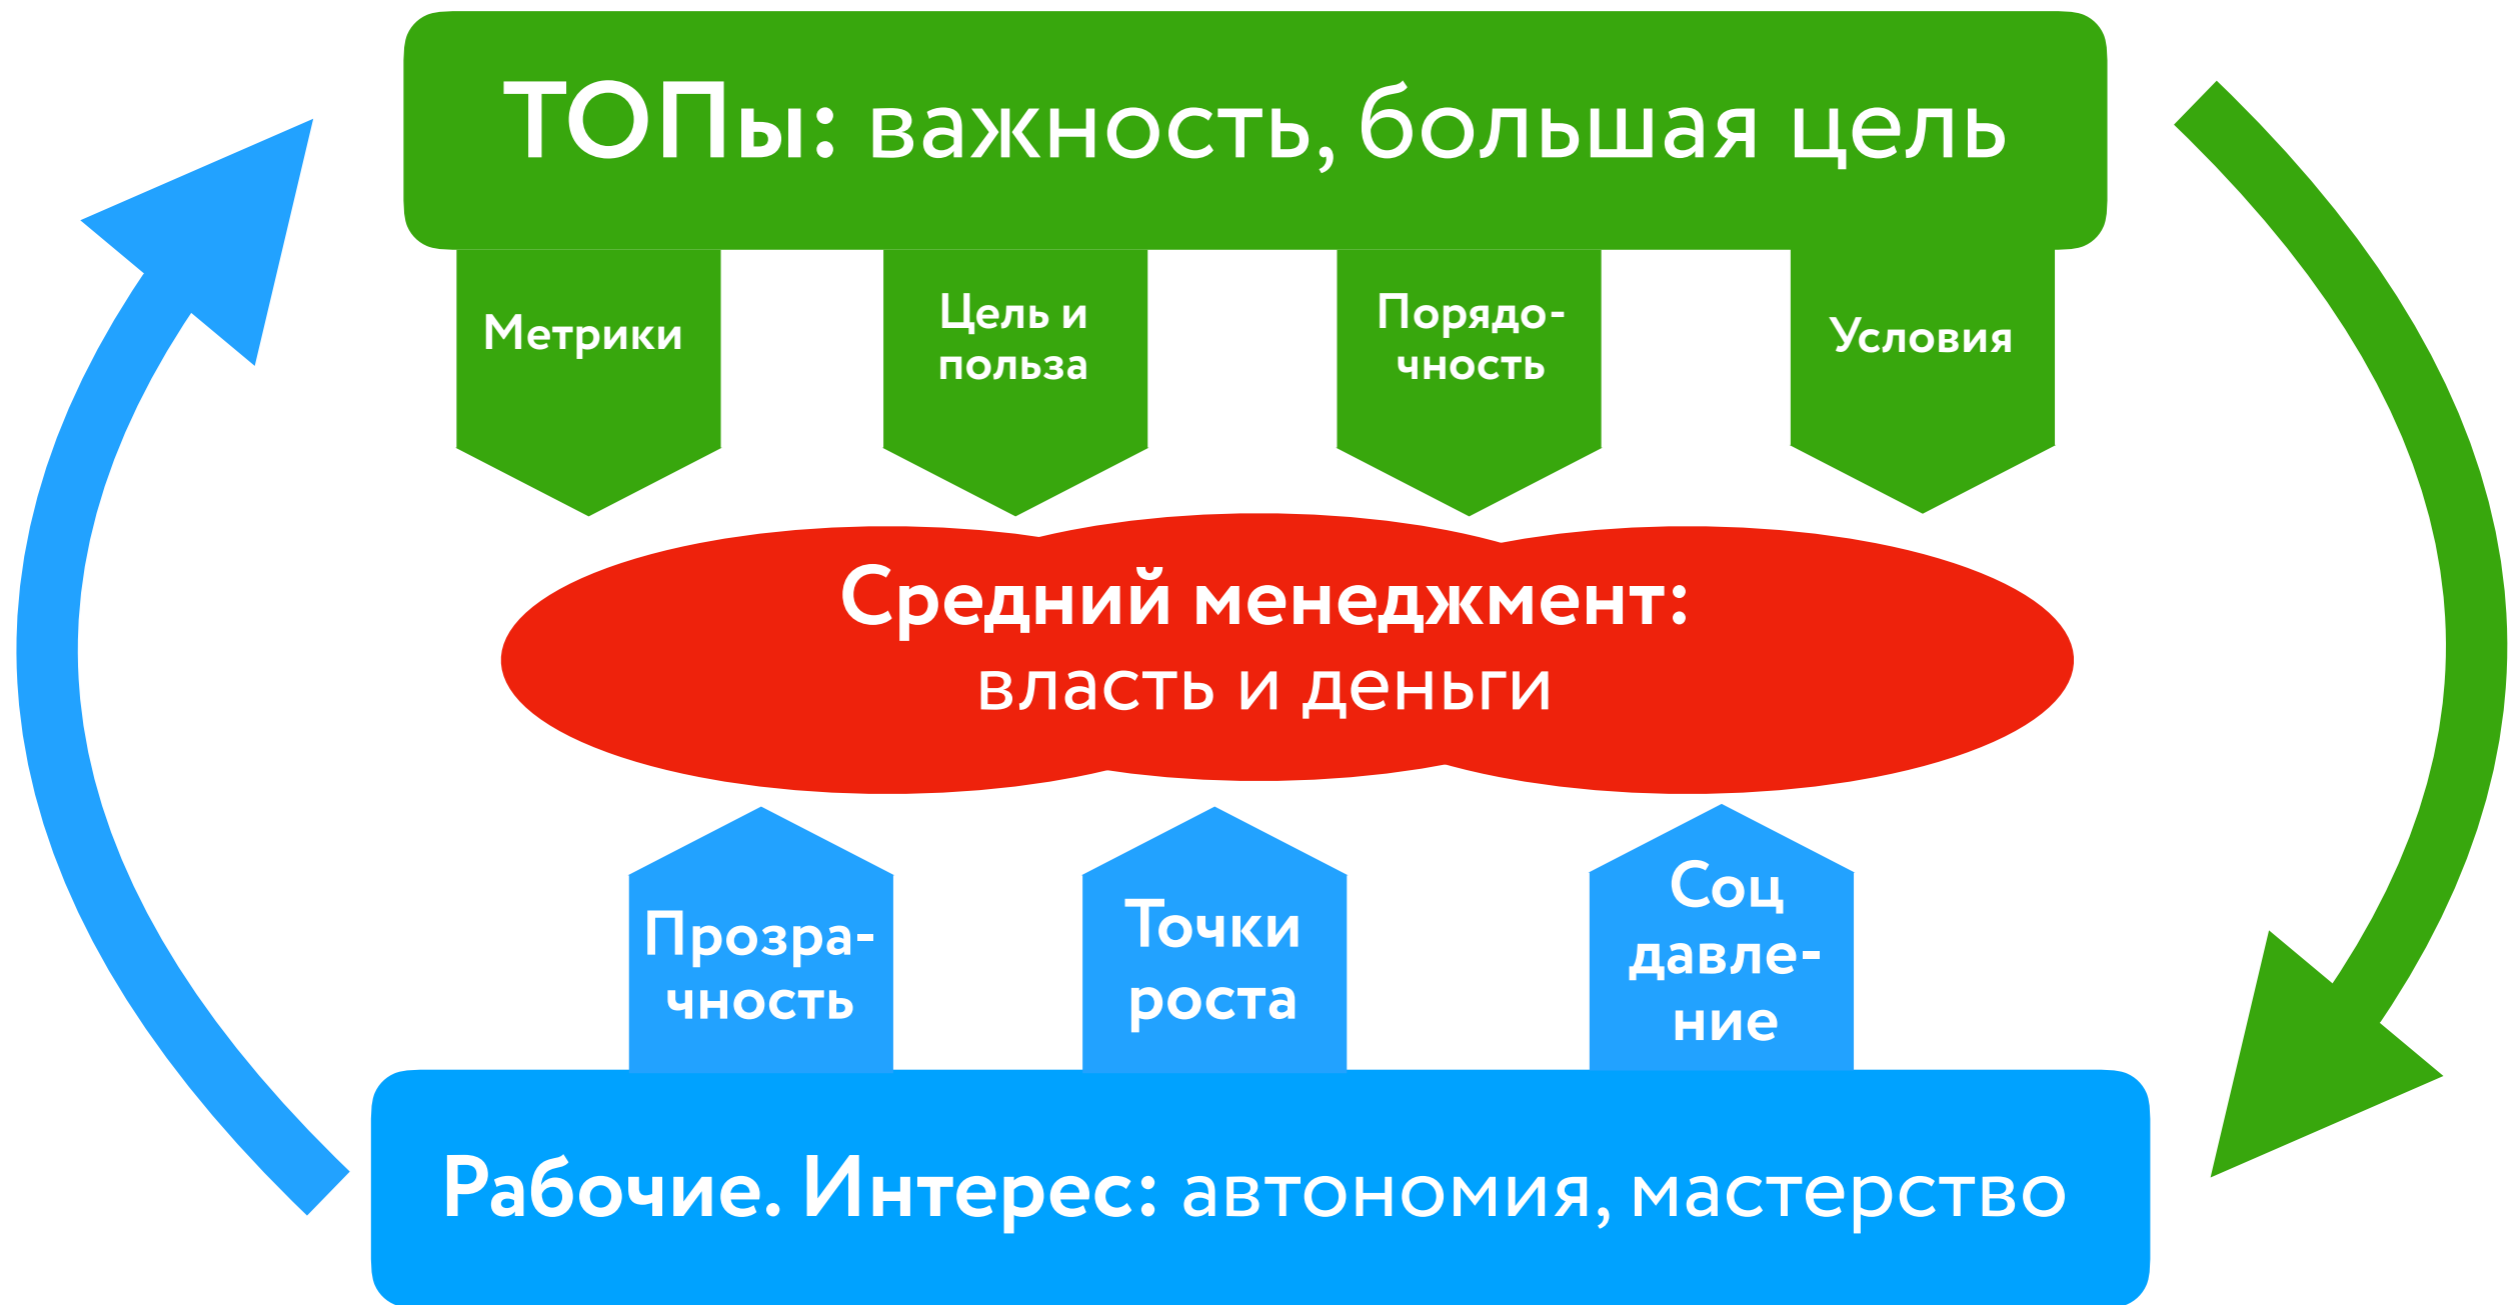 ТОПы: важность, большая цель
Метрики
Цель и
польза
Порядо-
чность
Условия
Средний менеджмент:
власть и деньги
Прозра-
чность
Точки
роста
Соц
давле-
ние
Рабочие. Интерес: автономия, мастерство